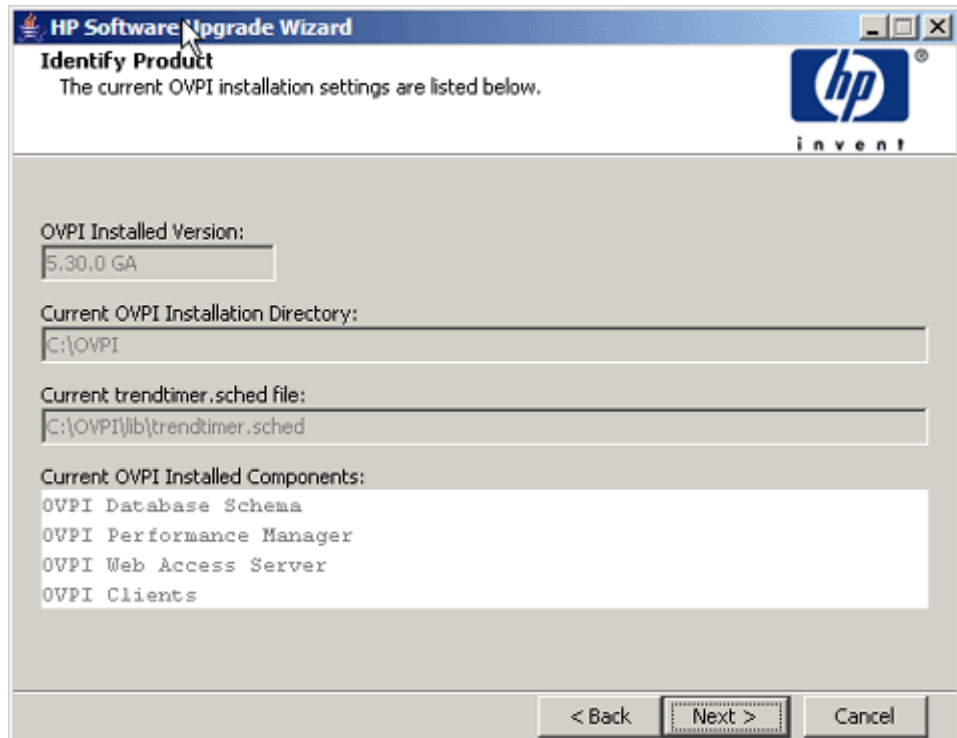 HP Software Upgrade Wizard
Identify Product
The current OVPI installation settings are listed below.
hp
®
invent
OVPI Installed Version:
5.30.0 GA
Current OVPI Installation Directory:
C:\OVPI
Current trendtimer.sched file:
C:\OVPI\lib\trendtimer.sched
Current OVPI Installed Components:
OVPI Database Schema
OVPI Performance Manager
OVPI Web Access Server
OVPI Clients
< Back Next > Cancel